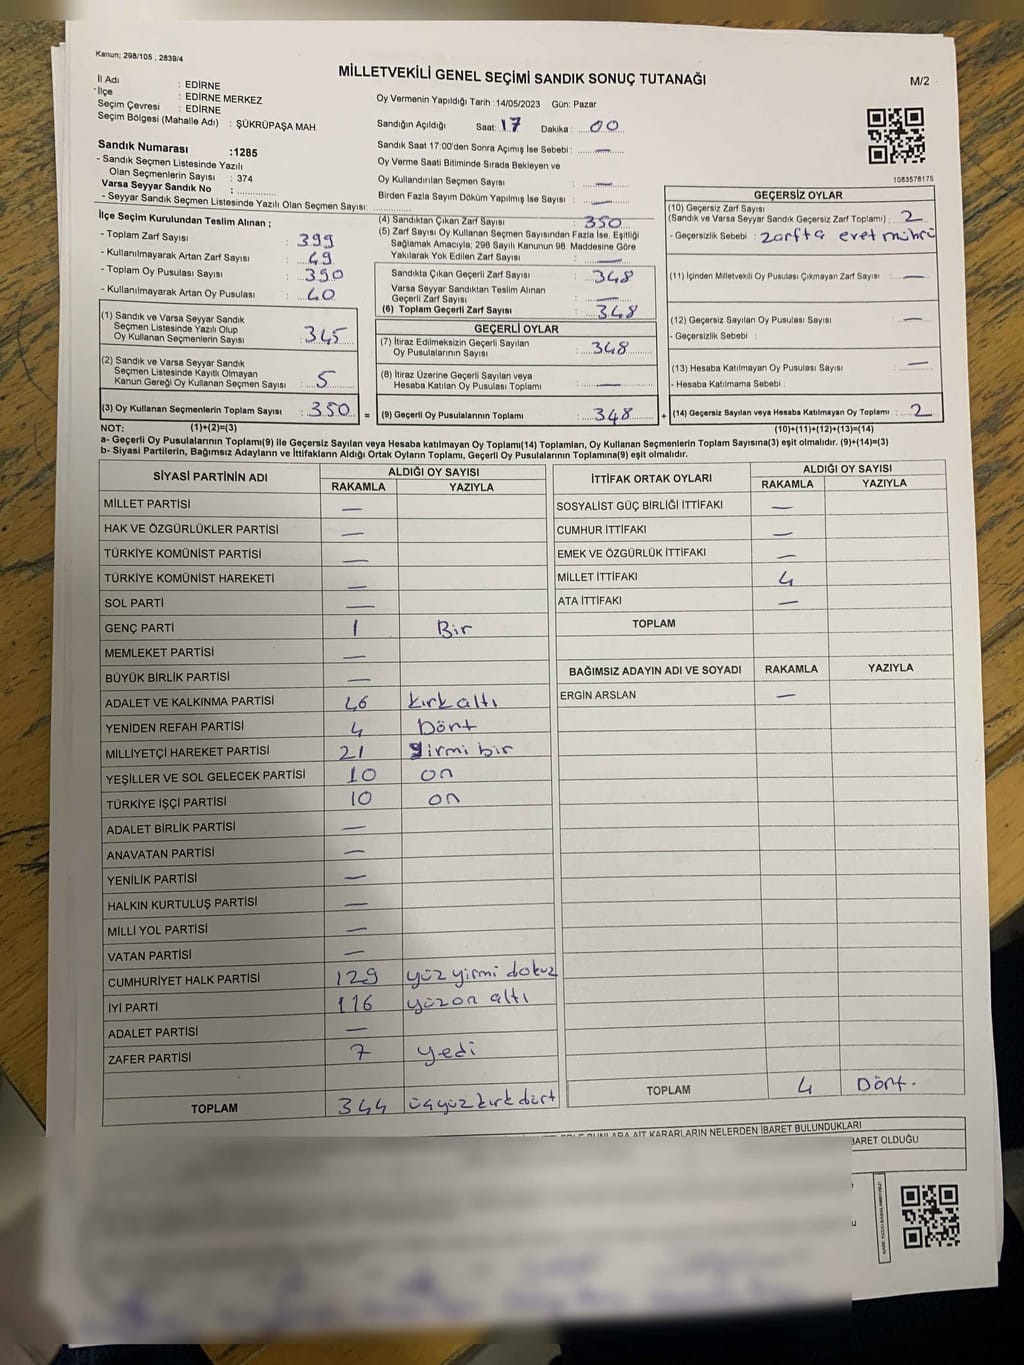 Kanun; 298/105 , 2839/4
MİLLETVEKİLİ GENEL SEÇİMİ SANDIK SONUÇ TUTANAĞI
M/2
İl Adı : EDİRNE
İlçe : EDİRNE MERKEZ
Seçim Çevresi : EDİRNE
Seçim Bölgesi (Mahalle Adı) : ŞÜKRÜPAŞA MAH.
Sandık Numarası :1285
- Sandık Seçmen Listesinde Yazılı
Olan Seçmenlerin Sayısı : 374
Varsa Seyyar Sandık No : ..............
- Seyyar Sandık Seçmen Listesinde Yazılı Olan Seçmen Sayısı: ..............
Oy Vermenin Yapıldığı Tarih :14/05/2023 Gün: Pazar
Sandığın Açıldığı Saat: 17 Dakika : 00
Sandık Saat 17:00'den Sonra Açımış İse Sebebi : —
Oy Verme Saati Bitiminde Sırada Bekleyen ve
Oy Kullandırılan Seçmen Sayısı : —
Birden Fazla Sayım Döküm Yapılmış İse Sayısı : —
1083578175
İlçe Seçim Kurulundan Teslim Alınan ;
- Toplam Zarf Sayısı : 399
- Kullanılmayarak Artan Zarf Sayısı : 49
- Toplam Oy Pusulası Sayısı : 390
- Kullanılmayarak Artan Oy Pusulası : 40
(1) Sandık ve Varsa Seyyar Sandık
Seçmen Listesinde Yazılı Olup
Oy Kullanan Seçmenlerin Sayısı : 345
(2) Sandık ve Varsa Seyyar Sandık
Seçmen Listesinde Kayıtlı Olmayan
Kanun Gereği Oy Kullanan Seçmen Sayısı : 5
(3) Oy Kullanan Seçmenlerin Toplam Sayısı : 350 =
(4) Sandıktan Çıkan Zarf Sayısı : 350
(5) Zarf Sayısı Oy Kullanan Seçmen Sayısından Fazla İse, Eşitliği
Sağlamak Amacıyla; 298 Sayılı Kanunun 98. Maddesine Göre
Yakılarak Yok Edilen Zarf Sayısı : —
Sandıkta Çıkan Geçerli Zarf Sayısı : 348
Varsa Seyyar Sandıktan Teslim Alınan
Geçerli Zarf Sayısı : —
(6) Toplam Geçerli Zarf Sayısı : 348
GEÇERLİ OYLAR
(7) İtiraz Edilmeksizin Geçerli Sayılan
Oy Pusulalarının Sayısı : 348
(8) İtiraz Üzerine Geçerli Sayılan veya
Hesaba Katılan Oy Pusulası Toplamı : —
(9) Geçerli Oy Pusulalarının Toplamı : 348 +
GEÇERSİZ OYLAR
(10) Geçersiz Zarf Sayısı
(Sandık ve Varsa Seyyar Sandık Geçersiz Zarf Toplamı) : 2
- Geçersizlik Sebebi : zarfta evet mührü
(11) İçinden Milletvekili Oy Pusulası Çıkmayan Zarf Sayısı : —
(12) Geçersiz Sayılan Oy Pusulası Sayısı : —
- Geçersizlik Sebebi :
(13) Hesaba Katılmayan Oy Pusulası Sayısı : —
- Hesaba Katılmama Sebebi :
(14) Geçersiz Sayılan veya Hesaba Katılmayan Oy Toplamı : 2
NOT: (1)+(2)=(3) (10)+(11)+(12)+(13)=(14)
a- Geçerli Oy Pusulalarının Toplamı(9) ile Geçersiz Sayılan veya Hesaba katılmayan Oy Toplamı(14) Toplamları, Oy Kullanan Seçmenlerin Toplam Sayısına(3) eşit olmalıdır. (9)+(14)=(3)
b- Siyasi Partilerin, Bağımsız Adayların ve İttifakların Aldığı Ortak Oyların Toplamı, Geçerli Oy Pusulalarının Toplamına(9) eşit olmalıdır.
SİYASİ PARTİNİN ADI ALDIĞI OY SAYISI
RAKAMLA YAZIYLA
MİLLET PARTİSİ —
HAK VE ÖZGÜRLÜKLER PARTİSİ —
TÜRKİYE KOMÜNİST PARTİSİ —
TÜRKİYE KOMÜNİST HAREKETİ —
SOL PARTİ —
GENÇ PARTİ 1 Bir
MEMLEKET PARTİSİ —
BÜYÜK BİRLİK PARTİSİ —
ADALET VE KALKINMA PARTİSİ 46 kırk altı
YENİDEN REFAH PARTİSİ 4 Dört
MİLLİYETÇİ HAREKET PARTİSİ 21 yirmi bir
YEŞİLLER VE SOL GELECEK PARTİSİ 10 on
TÜRKİYE İŞÇİ PARTİSİ 10 on
ADALET BİRLİK PARTİSİ —
ANAVATAN PARTİSİ —
YENİLİK PARTİSİ —
HALKIN KURTULUŞ PARTİSİ —
MİLLİ YOL PARTİSİ —
VATAN PARTİSİ —
CUMHURİYET HALK PARTİSİ 129 yüz yirmi dokuz
İYİ PARTİ 116 yüzon altı
ADALET PARTİSİ —
ZAFER PARTİSİ 7 yedi
TOPLAM 344 üçyüz kırk dört
İTTİFAK ORTAK OYLARI ALDIĞI OY SAYISI
RAKAMLA YAZIYLA
SOSYALİST GÜÇ BİRLİĞİ İTTİFAKI —
CUMHUR İTTİFAKI —
EMEK VE ÖZGÜRLÜK İTTİFAKI —
MİLLET İTTİFAKI 4
ATA İTTİFAKI —
TOPLAM
BAĞIMSIZ ADAYIN ADI VE SOYADI RAKAMLA YAZIYLA
ERGİN ARSLAN —
TOPLAM 4 Dört.
AİT KARARLARIN NELERDEN İBARET BULUNDUKLARI
BARET OLDUĞU